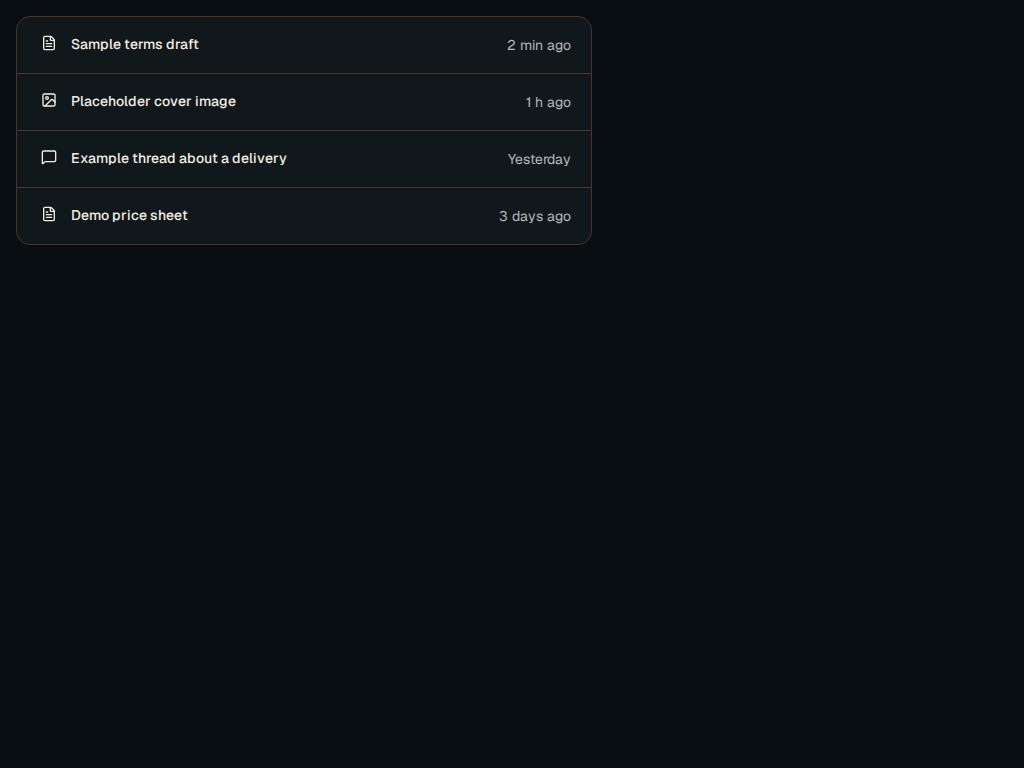 Sample terms draft
2 min ago
Placeholder cover image
1 h ago
Example thread about a delivery
Yesterday
Demo price sheet
3 days ago